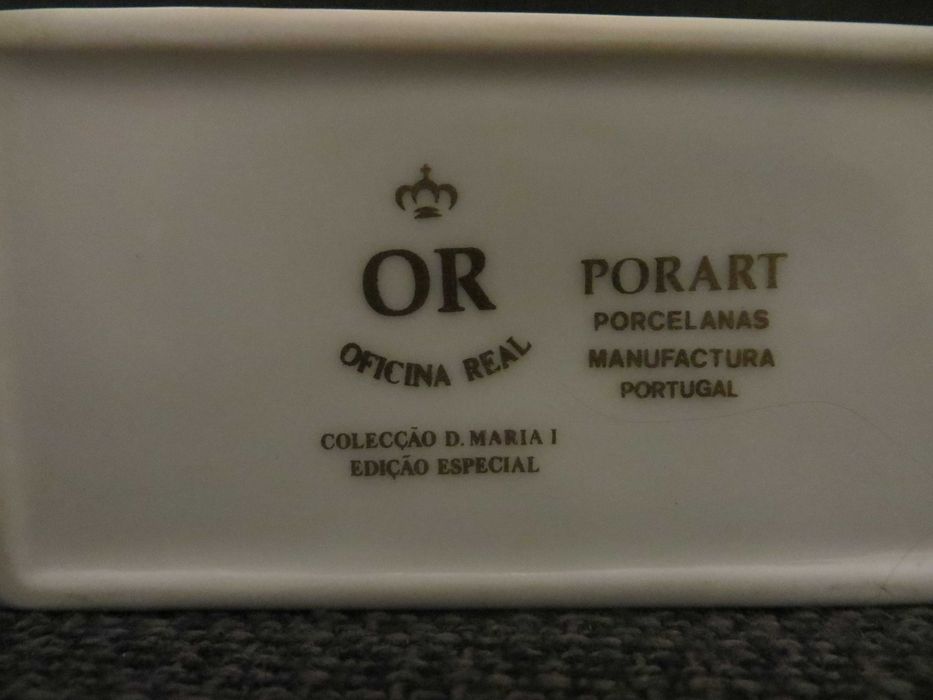 OR
OFICINA REAL
COLECÇÃO D. MARIA I
EDIÇÃO ESPECIAL
PORART
PORCELANAS
MANUFACTURA
PORTUGAL